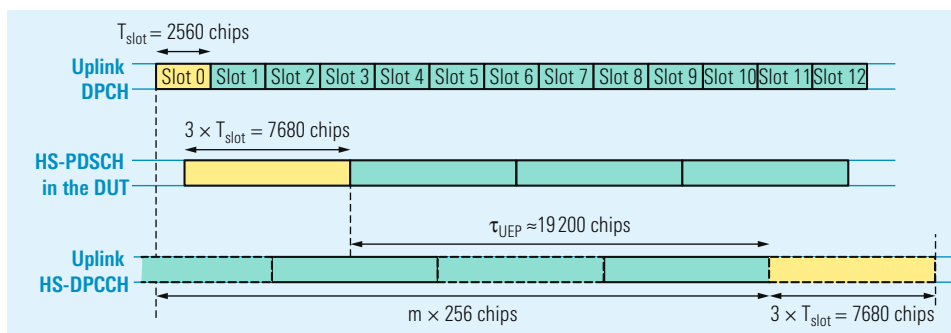 T_slot = 2560 chips
Uplink
DPCH
Slot 0 Slot 1 Slot 2 Slot 3 Slot 4 Slot 5 Slot 6 Slot 7 Slot 8 Slot 9 Slot 10 Slot 11 Slot 12
3 × T_slot = 7680 chips
HS-PDSCH
in the DUT
τ_UEP ≈19 200 chips
Uplink
HS-DPCCH
m × 256 chips
3 × T_slot = 7680 chips